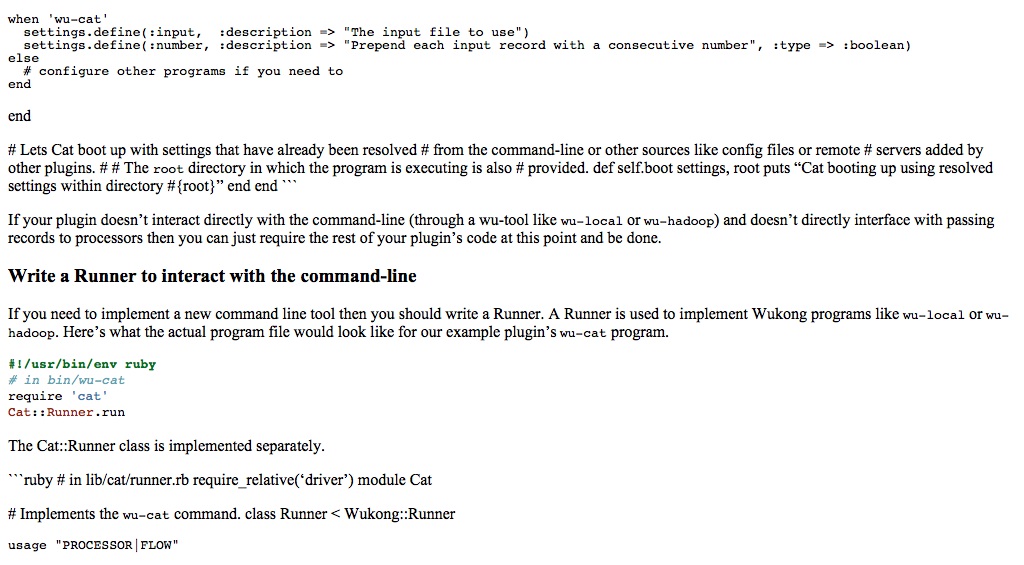 when 'wu-cat'
  settings.define(:input,  :description => "The input file to use")
  settings.define(:number, :description => "Prepend each input record with a consecutive number", :type => :boolean)
else
  # configure other programs if you need to
end
end
# Lets Cat boot up with settings that have already been resolved # from the command-line or other sources like config files or remote # servers added by
other plugins. # # The root directory in which the program is executing is also # provided. def self.boot settings, root puts “Cat booting up using resolved
settings within directory #{root}” end end ```
If your plugin doesn’t interact directly with the command-line (through a wu-tool like wu-local or wu-hadoop) and doesn’t directly interface with passing
records to processors then you can just require the rest of your plugin’s code at this point and be done.
Write a Runner to interact with the command-line
If you need to implement a new command line tool then you should write a Runner. A Runner is used to implement Wukong programs like wu-local or wu-
hadoop. Here’s what the actual program file would look like for our example plugin’s wu-cat program.
#!/usr/bin/env ruby
# in bin/wu-cat
require 'cat'
Cat::Runner.run
The Cat::Runner class is implemented separately.
```ruby # in lib/cat/runner.rb require_relative(‘driver’) module Cat
# Implements the wu-cat command. class Runner < Wukong::Runner
usage "PROCESSOR|FLOW"